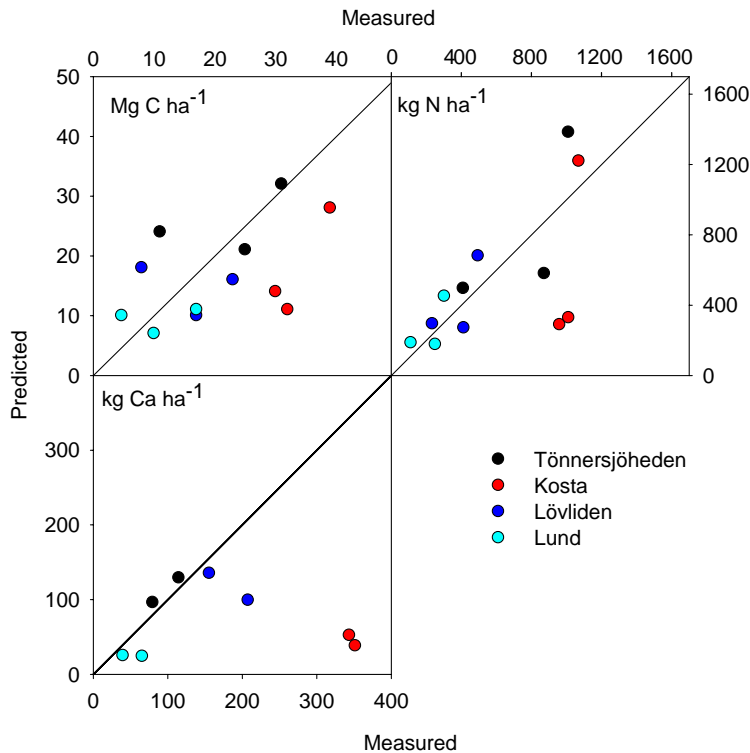 Measured
0 10 20 30 40
0 400 800 1200 1600
Mg C ha⁻¹
kg N ha⁻¹
50
40
30
20
10
0
1600
1200
800
400
0
Predicted
kg Ca ha⁻¹
300
200
100
0
Tönnersjöheden
Kosta
Lövliden
Lund
0 100 200 300 400
Measured